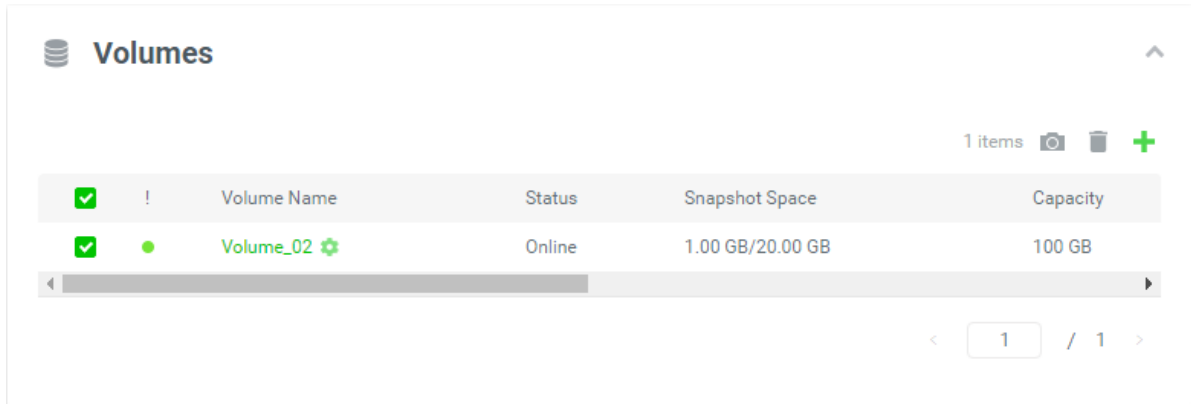 Volumes
1 items
! Volume Name Status Snapshot Space Capacity
Volume_02 Online 1.00 GB/20.00 GB 100 GB
< 1 / 1 >